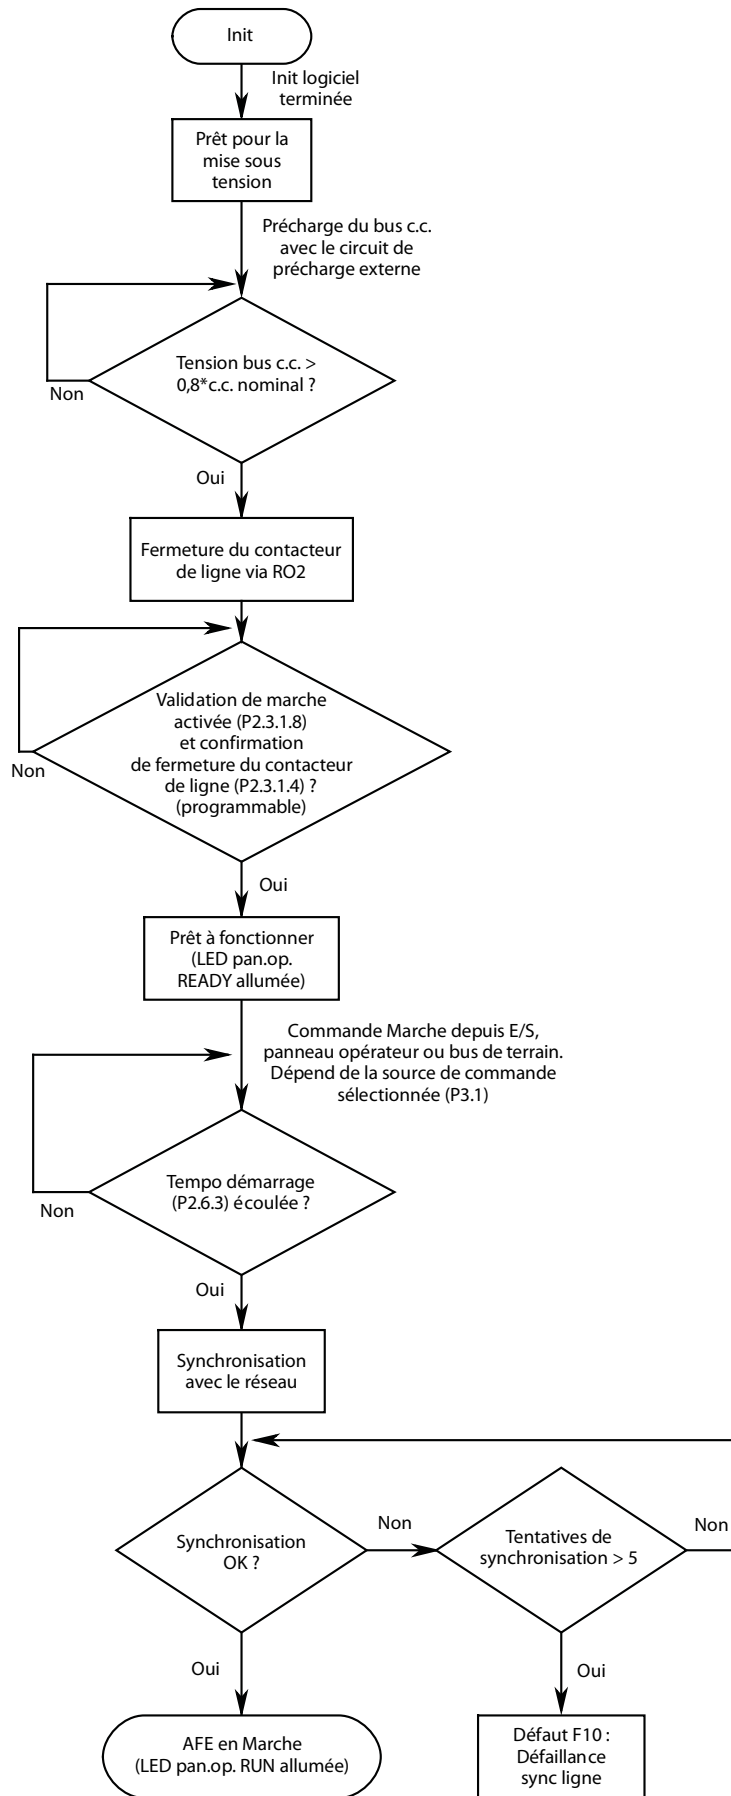 Init
Init logiciel
terminée
Prêt pour la
mise sous
tension
Précharge du bus c.c.
avec le circuit de
précharge externe
Tension bus c.c. >
0,8*c.c. nominal ?
Non
Oui
Fermeture du contacteur
de ligne via RO2
Validation de marche
activée (P2.3.1.8)
et confirmation
de fermeture du contacteur
de ligne (P2.3.1.4) ?
(programmable)
Non
Oui
Prêt à fonctionner
(LED pan.op.
READY allumée)
Commande Marche depuis E/S,
panneau opérateur ou bus de terrain.
Dépend de la source de commande
sélectionnée (P3.1)
Tempo démarrage
(P2.6.3) écoulée ?
Non
Oui
Synchronisation
avec le réseau
Synchronisation
OK ?
Non
Tentatives de
synchronisation > 5
Non
Oui
Oui
AFE en Marche
(LED pan.op. RUN allumée)
Défaut F10 :
Défaillance
sync ligne